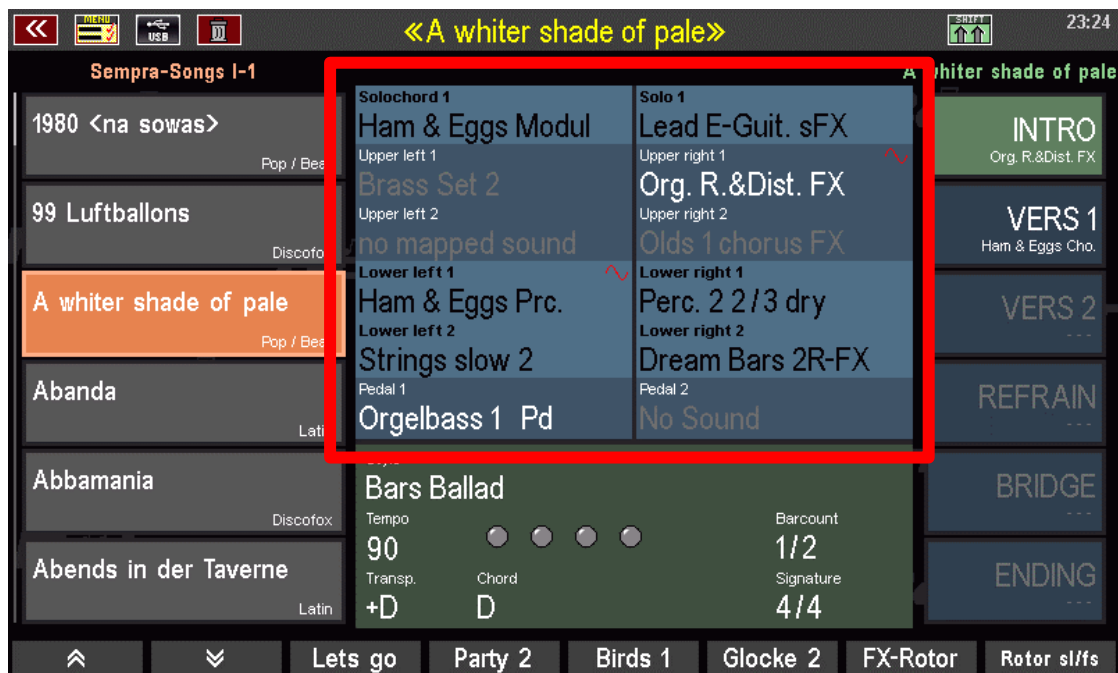 MENU
USB
«A whiter shade of pale»
SHIFT
23:24
Sempra-Songs I-1
A whiter shade of pale
1980 <na sowas>
Pop / Bea
99 Luftballons
Discofo
A whiter shade of pale
Pop / Bea
Abanda
Lati
Abbamania
Discofox
Abends in der Taverne
Latin
Solochord 1
Ham & Eggs Modul
Upper left 1
Brass Set 2
Upper left 2
no mapped sound
Lower left 1
Ham & Eggs Prc.
Lower left 2
Strings slow 2
Pedal 1
Orgelbass 1 Pd
Solo 1
Lead E-Guit. sFX
Upper right 1
Org. R.&Dist. FX
Upper right 2
Olds 1 chorus FX
Lower right 1
Perc. 2 2/3 dry
Lower right 2
Dream Bars 2R-FX
Pedal 2
No Sound
Bars Ballad
Tempo
90
Barcount
1/2
Transp.
+D
Chord
D
Signature
4/4
INTRO
Org. R.&Dist. FX
VERS 1
Ham & Eggs Cho.
VERS 2
---
REFRAIN
---
BRIDGE
---
ENDING
---
Lets go
Party 2
Birds 1
Glocke 2
FX-Rotor
Rotor sl/fs